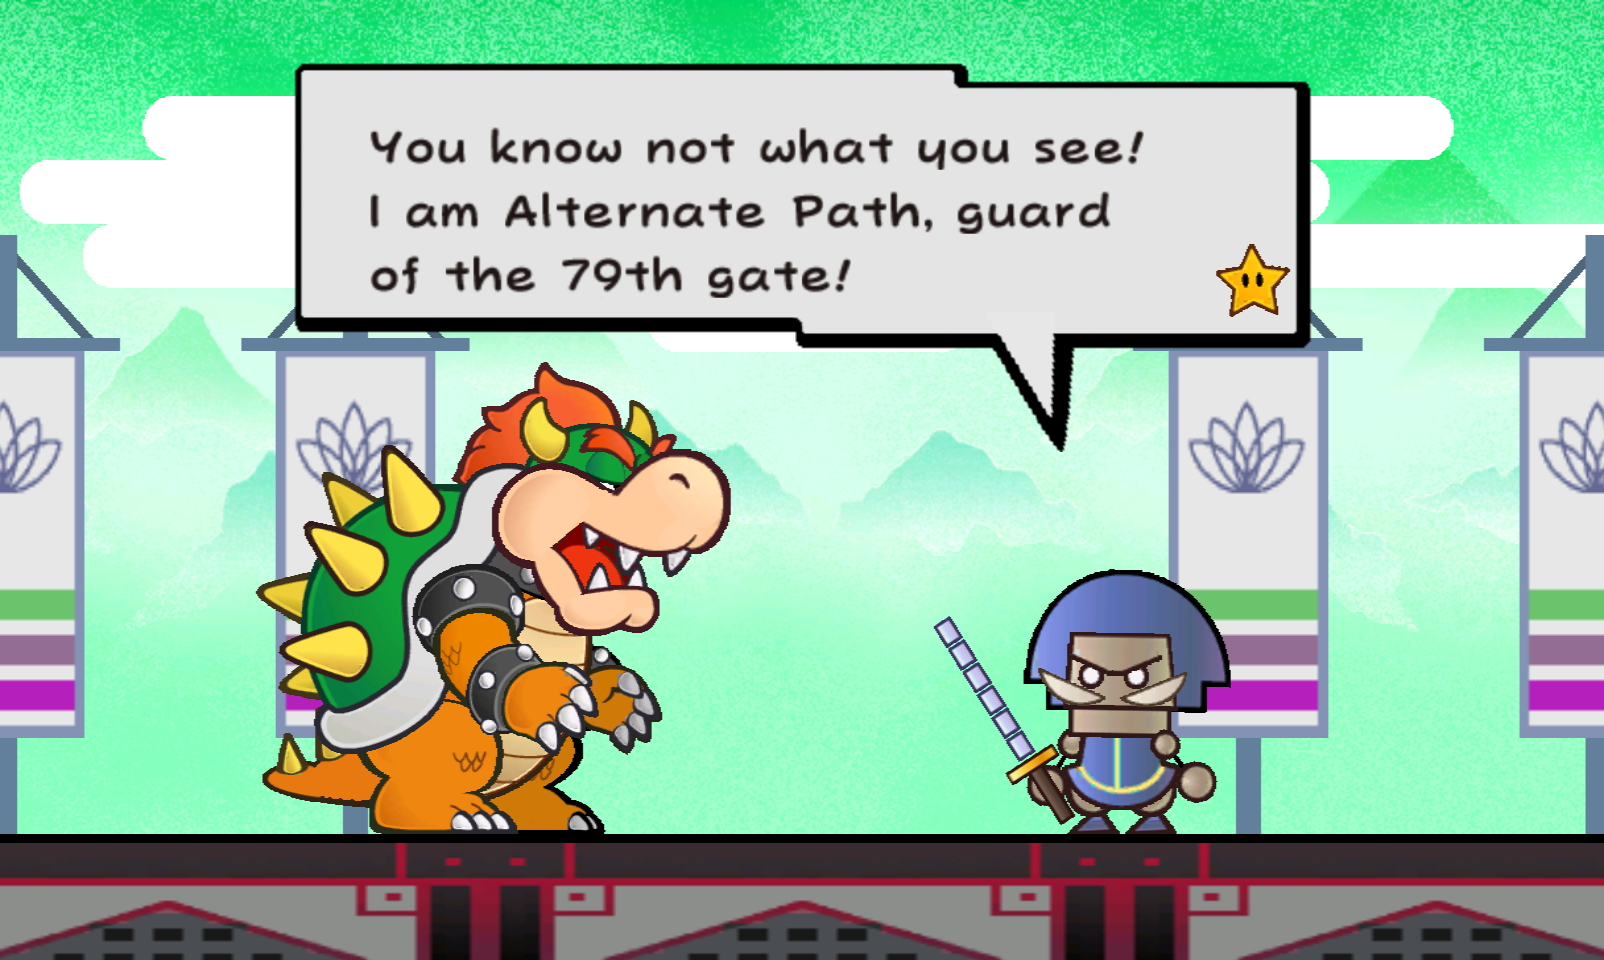 You know not what you see!
I am Alternate Path, guard
of the 79th gate!